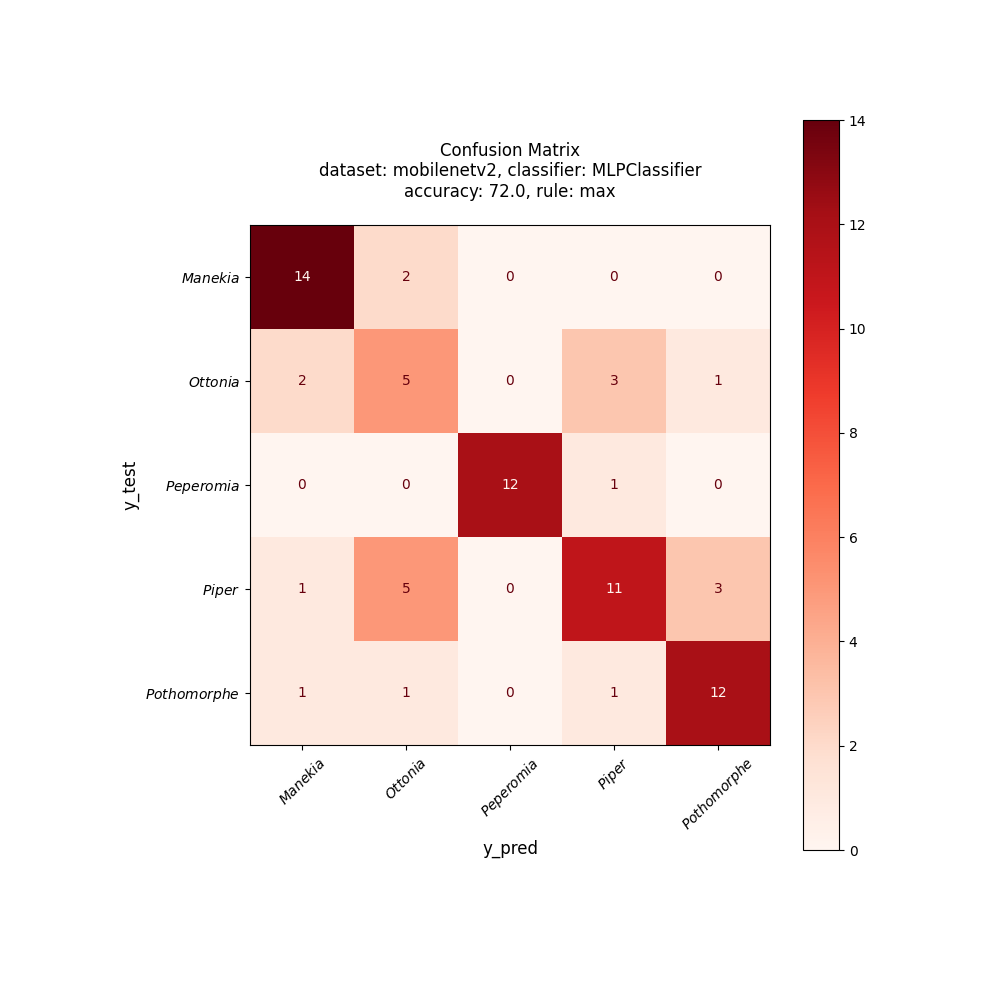 Confusion Matrix
dataset: mobilenetv2, classifier: MLPClassifier
accuracy: 72.0, rule: max
y_test
Manekia 14 2 0 0 0
Ottonia 2 5 0 3 1
Peperomia 0 0 12 1 0
Piper 1 5 0 11 3
Pothomorphe 1 1 0 1 12
Manekia Ottonia Peperomia Piper Pothomorphe
y_pred
14
12
10
8
6
4
2
0